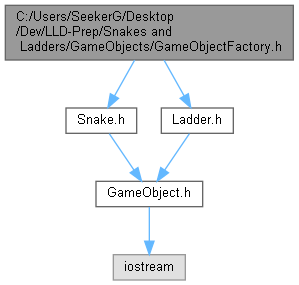 C:/Users/SeekerG/Desktop
/Dev/LLD-Prep/Snakes and
Ladders/GameObjects/GameObjectFactory.h
Snake.h
Ladder.h
GameObject.h
iostream